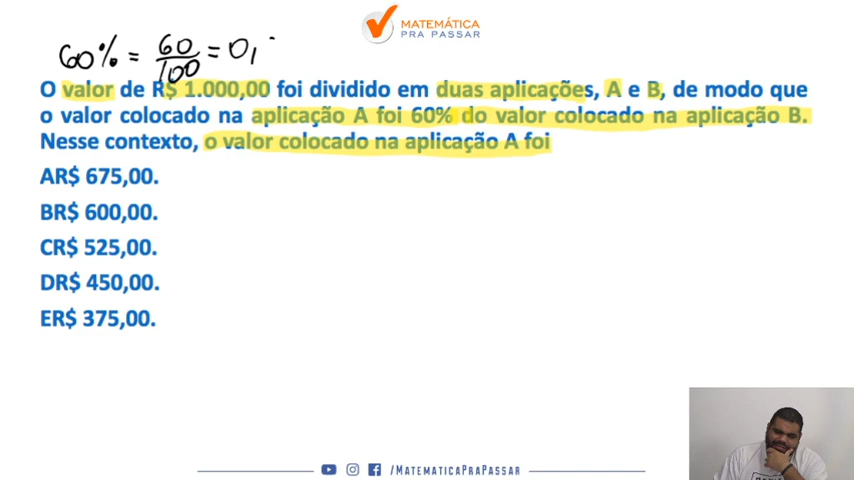 MATEMÁTICA
PRA PASSAR
60% = 60/100 = 0,
O valor de R$ 1.000,00 foi dividido em duas aplicações, A e B, de modo que
o valor colocado na aplicação A foi 60% do valor colocado na aplicação B.
Nesse contexto, o valor colocado na aplicação A foi
AR$ 675,00.
BR$ 600,00.
CR$ 525,00.
DR$ 450,00.
ER$ 375,00.
/MATEMATICAPRAPASSAR